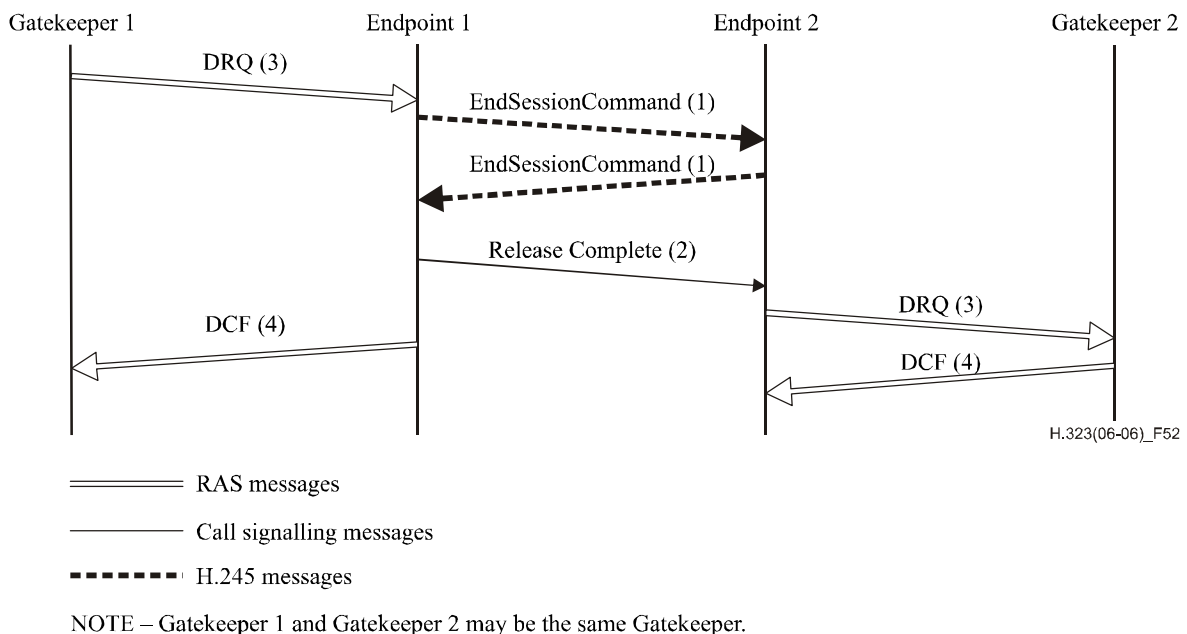 Gatekeeper 1 Endpoint 1 Endpoint 2 Gatekeeper 2
DRQ (3)
EndSessionCommand (1)
EndSessionCommand (1)
Release Complete (2)
DRQ (3)
DCF (4)
DCF (4)
H.323(06-06)_F52
RAS messages
Call signalling messages
H.245 messages
NOTE – Gatekeeper 1 and Gatekeeper 2 may be the same Gatekeeper.